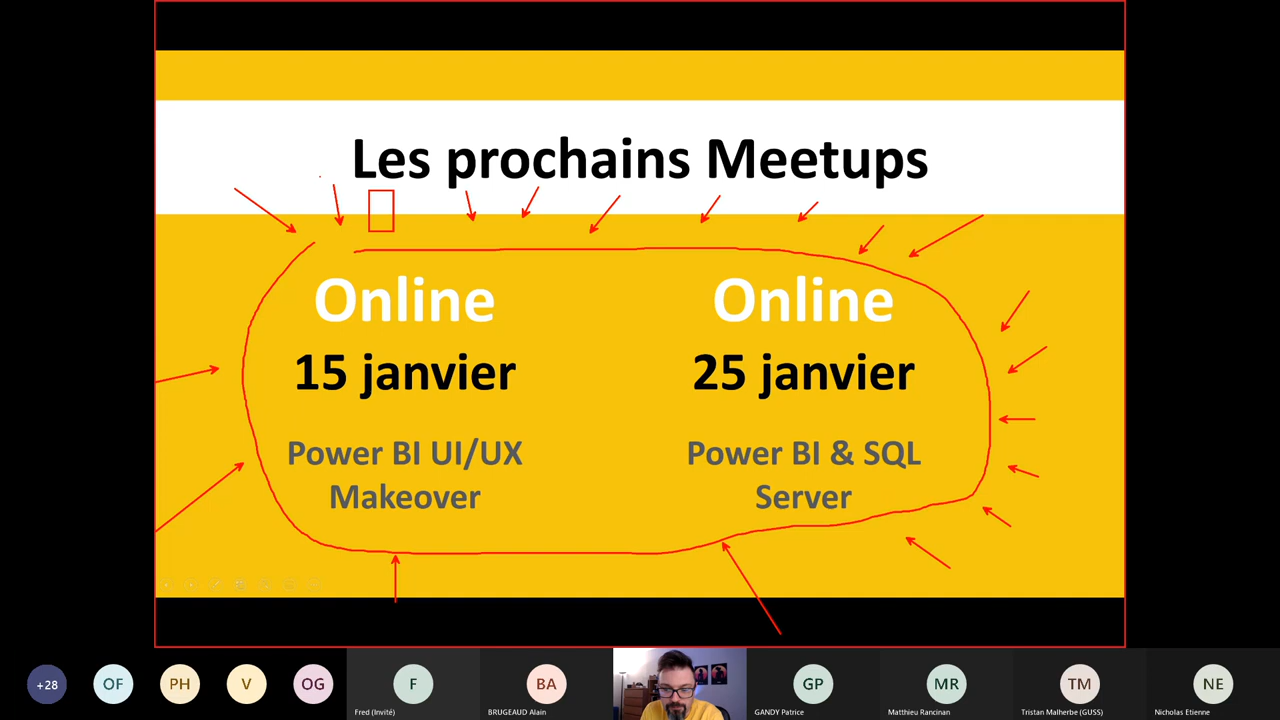 Les prochains Meetups
Online
15 janvier
Power BI UI/UX
Makeover
Online
25 janvier
Power BI & SQL
Server
+28
OF
PH
V
OG
F
Fred (Invité)
BA
BRUGEAUD Alain
GP
GANDY Patrice
MR
Matthieu Rancinan
TM
Tristan Malherbe (GUSS)
NE
Nicholas Etienne